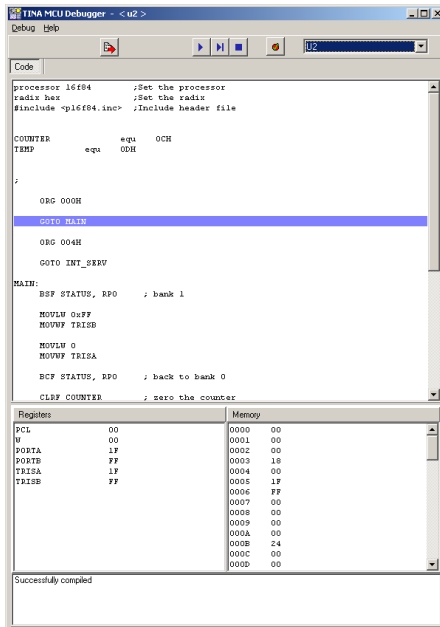 TINA MCU Debugger - < u2 >
Debug Help
U2
Code
processor 16f84 ;Set the processor
radix hex ;Set the radix
#include <p16f84.inc> ;Include header file
COUNTER equ 0CH
TEMP equ 0DH
;
ORG 000H
GOTO MAIN
ORG 004H
GOTO INT_SERV
MAIN:
BSF STATUS, RP0 ; bank 1
MOVLW 0xFF
MOVWF TRISB
MOVLW 0
MOVWF TRISA
BCF STATUS, RP0 ; back to bank 0
CLRF COUNTER ; zero the counter
Registers Memory
PCL 00 0000 00
W 00 0001 00
PORTA 1F 0002 00
PORTB FF 0003 18
TRISA 1F 0004 00
TRISB FF 0005 1F
0006 FF
0007 00
0008 00
0009 00
000A 00
000B 24
000C 00
000D 00
Successfully compiled